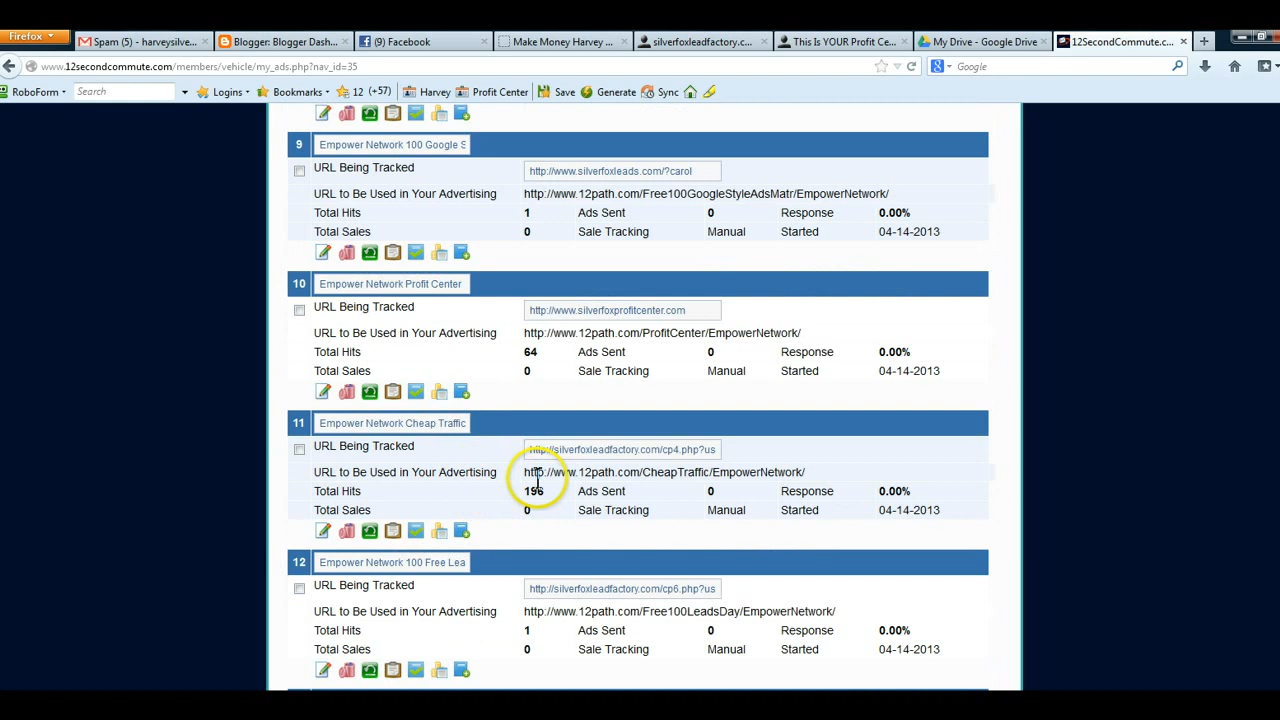 Firefox
Spam (5) - harveysilve... Blogger: Blogger Dash... (9) Facebook Make Money Harvey ... silverfoxleadfactory.c... This Is YOUR Profit Ce... My Drive - Google Drive 12SecondCommute.c...
www.12secondcommute.com/members/vehicle/my_ads.php?nav_id=35 Google
RoboForm Search Logins Bookmarks 12 (+57) Harvey Profit Center Save Generate Sync
9 Empower Network 100 Google S
URL Being Tracked http://www.silverfoxleads.com/?carol
URL to Be Used in Your Advertising http://www.12path.com/Free100GoogleStyleAdsMatr/EmpowerNetwork/
Total Hits 1 Ads Sent 0 Response 0.00%
Total Sales 0 Sale Tracking Manual Started 04-14-2013
10 Empower Network Profit Center
URL Being Tracked http://www.silverfoxprofitcenter.com
URL to Be Used in Your Advertising http://www.12path.com/ProfitCenter/EmpowerNetwork/
Total Hits 64 Ads Sent 0 Response 0.00%
Total Sales 0 Sale Tracking Manual Started 04-14-2013
11 Empower Network Cheap Traffic
URL Being Tracked http://silverfoxleadfactory.com/cp4.php?us
URL to Be Used in Your Advertising http://www.12path.com/CheapTraffic/EmpowerNetwork/
Total Hits 196 Ads Sent 0 Response 0.00%
Total Sales 0 Sale Tracking Manual Started 04-14-2013
12 Empower Network 100 Free Lea
URL Being Tracked http://silverfoxleadfactory.com/cp6.php?us
URL to Be Used in Your Advertising http://www.12path.com/Free100LeadsDay/EmpowerNetwork/
Total Hits 1 Ads Sent 0 Response 0.00%
Total Sales 0 Sale Tracking Manual Started 04-14-2013